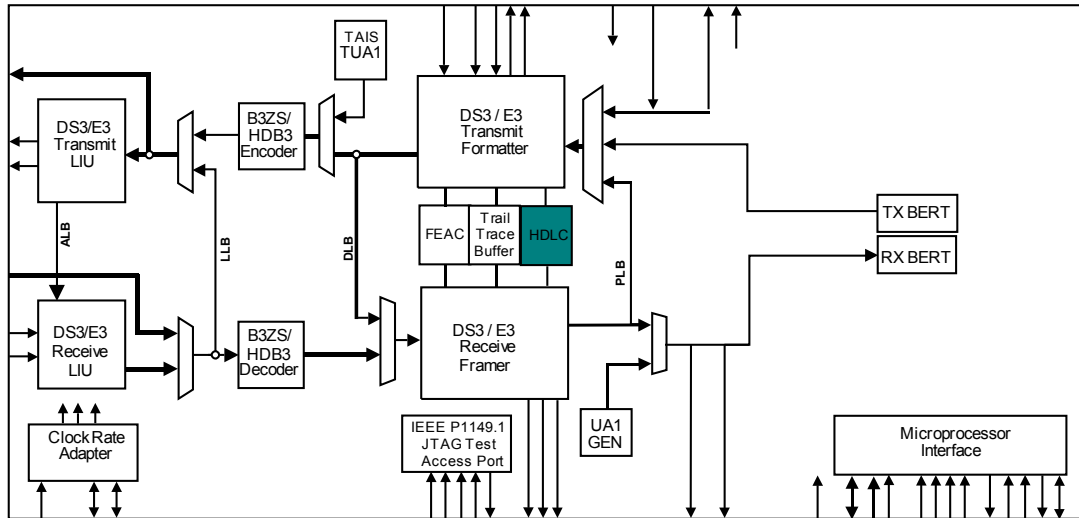 TAIS
TUA1
DS3/E3
Transmit
LIU
B3ZS/
HDB3
Encoder
DS3 / E3
Transmit
Formatter
FEAC
Trail
Trace
Buffer
HDLC
TX BERT
RX BERT
ALB
LLB
DLB
PLB
DS3/E3
Receive
LIU
B3ZS/
HDB3
Decoder
DS3 / E3
Receive
Framer
Clock Rate
Adapter
IEEE P1149.1
JTAG Test
Access Port
UA1
GEN
Microprocessor
Interface